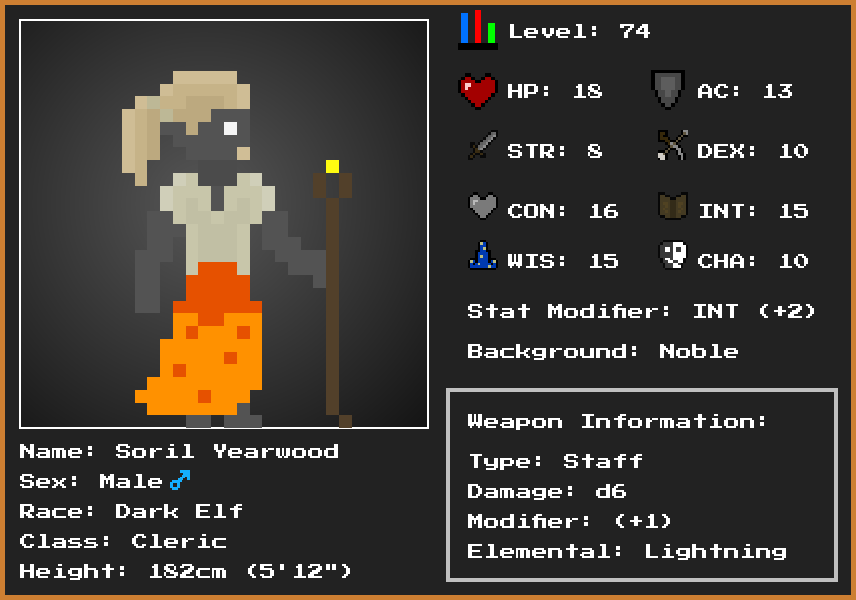 Level: 74
HP: 18
AC: 13
STR: 8
DEX: 10
CON: 16
INT: 15
WIS: 15
CHA: 10
Stat Modifier: INT (+2)
Background: Noble
Weapon Information:
Type: Staff
Damage: d6
Modifier: (+1)
Elemental: Lightning
Name: Soril Yearwood
Sex: Male♂
Race: Dark Elf
Class: Cleric
Height: 182cm (5'12")